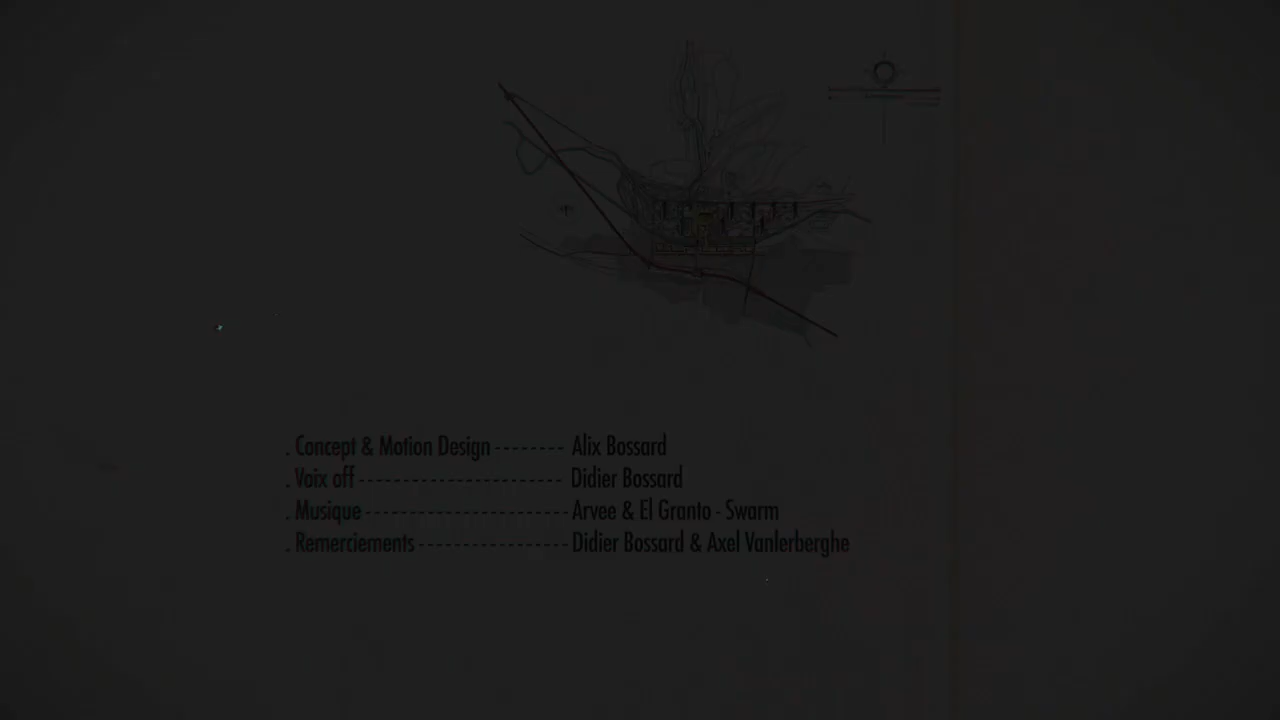 . Concept & Motion Design -------- Alix Bossard
. Voix off ----------------------- Didier Bossard
. Musique ----------------------- Arvee & El Granto - Swarm
. Remerciements ----------------- Didier Bossard & Axel Vanlerberghe